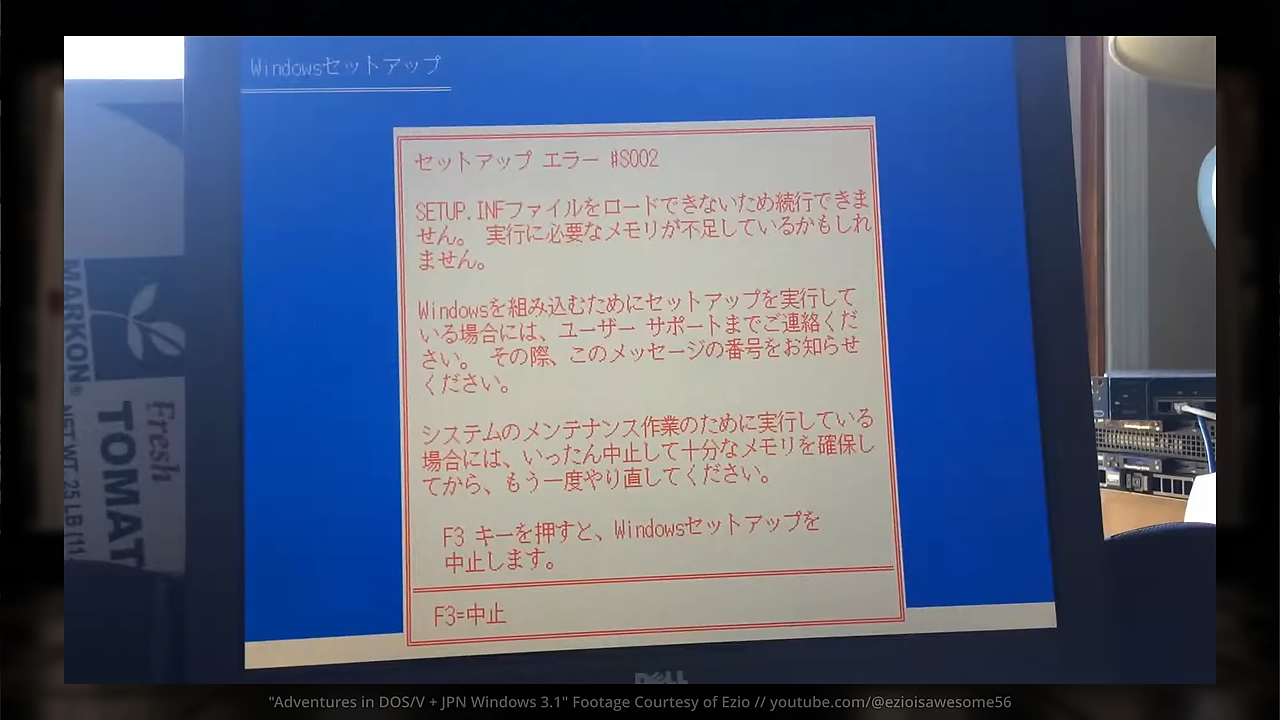 Windowsセットアップ
セットアップ エラー #S002
SETUP.INFファイルをロードできないため続行できま
せん。 実行に必要なメモリが不足しているかもしれ
ません。
Windowsを組み込むためにセットアップを実行して
いる場合には、ユーザー サポートまでご連絡くだ
さい。 その際、このメッセージの番号をお知らせ
ください。
システムのメンテナンス作業のために実行している
場合には、いったん中止して十分なメモリを確保し
てから、もう一度やり直してください。
F3 キーを押すと、Windowsセットアップを
中止します。
F3=中止
MARKON®
NET WT 25 LB (11
Fresh
TOMAT
DELL
"Adventures in DOS/V + JPN Windows 3.1" Footage Courtesy of Ezio // youtube.com/@ezioisawesome56